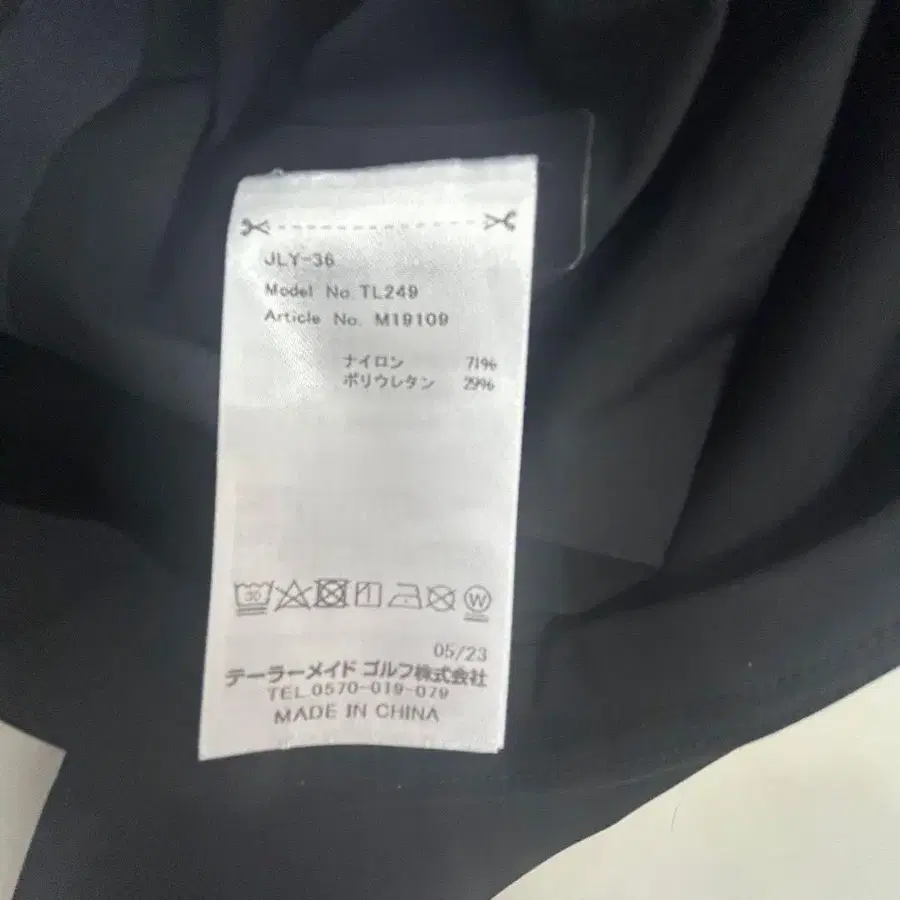 JLY-36
Model No. TL249
Article No. M19109
ナイロン 71%
ポリウレタン 29%
30
W
05/23
テーラーメイド ゴルフ株式会社
TEL.0570-019-079
MADE IN CHINA